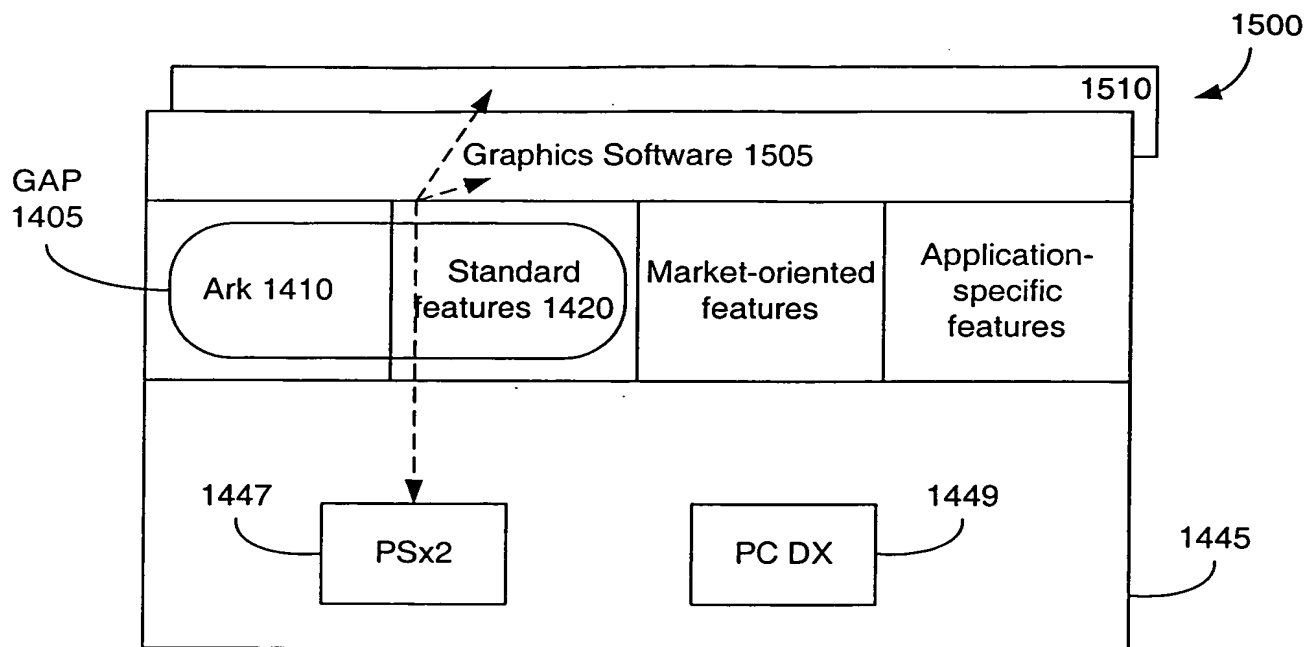 1500
1510
Graphics Software 1505
GAP
1405
Ark 1410
Standard
features 1420
Market-oriented
features
Application-
specific
features
1447
PSx2
1449
PC DX
1445